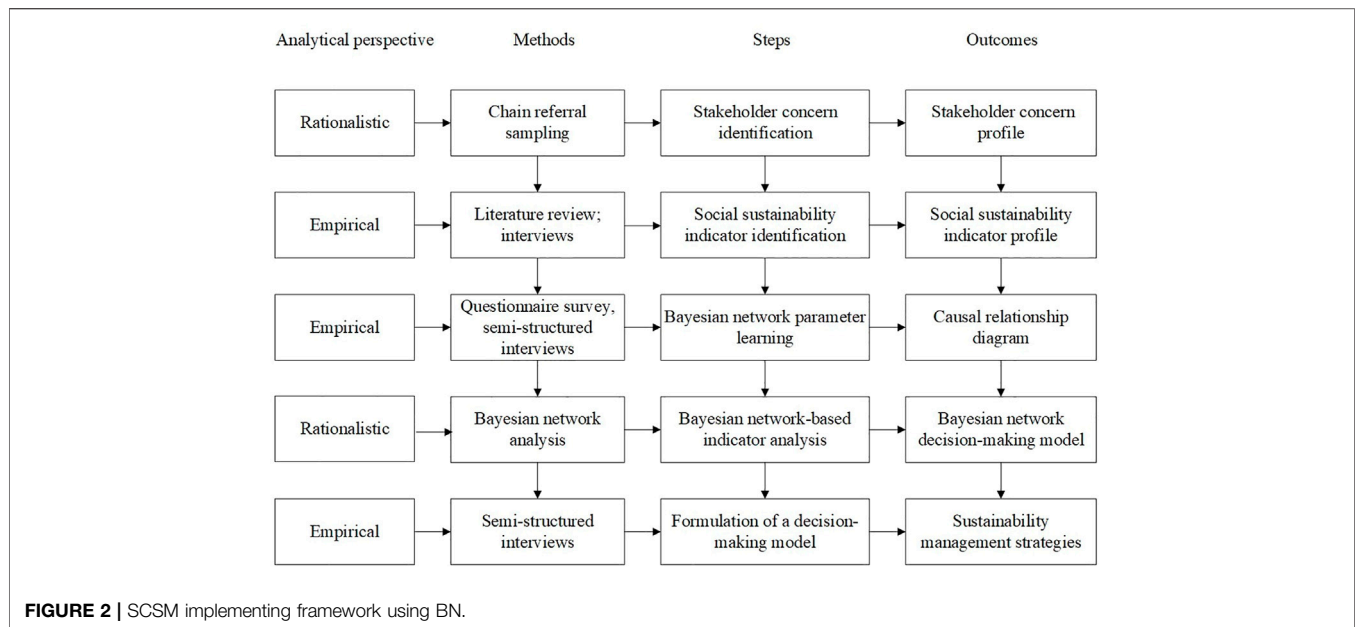 Analytical perspective
Methods
Steps
Outcomes
Rationalistic
Chain referral
sampling
Stakeholder concern
identification
Stakeholder concern
profile
Empirical
Literature review;
interviews
Social sustainability
indicator identification
Social sustainability
indicator profile
Empirical
Questionnaire survey,
semi-structured
interviews
Bayesian network parameter
learning
Causal relationship
diagram
Rationalistic
Bayesian network
analysis
Bayesian network-based
indicator analysis
Bayesian network
decision-making model
Empirical
Semi-structured
interviews
Formulation of a decision-
making model
Sustainability
management strategies
FIGURE 2 | SCSM implementing framework using BN.